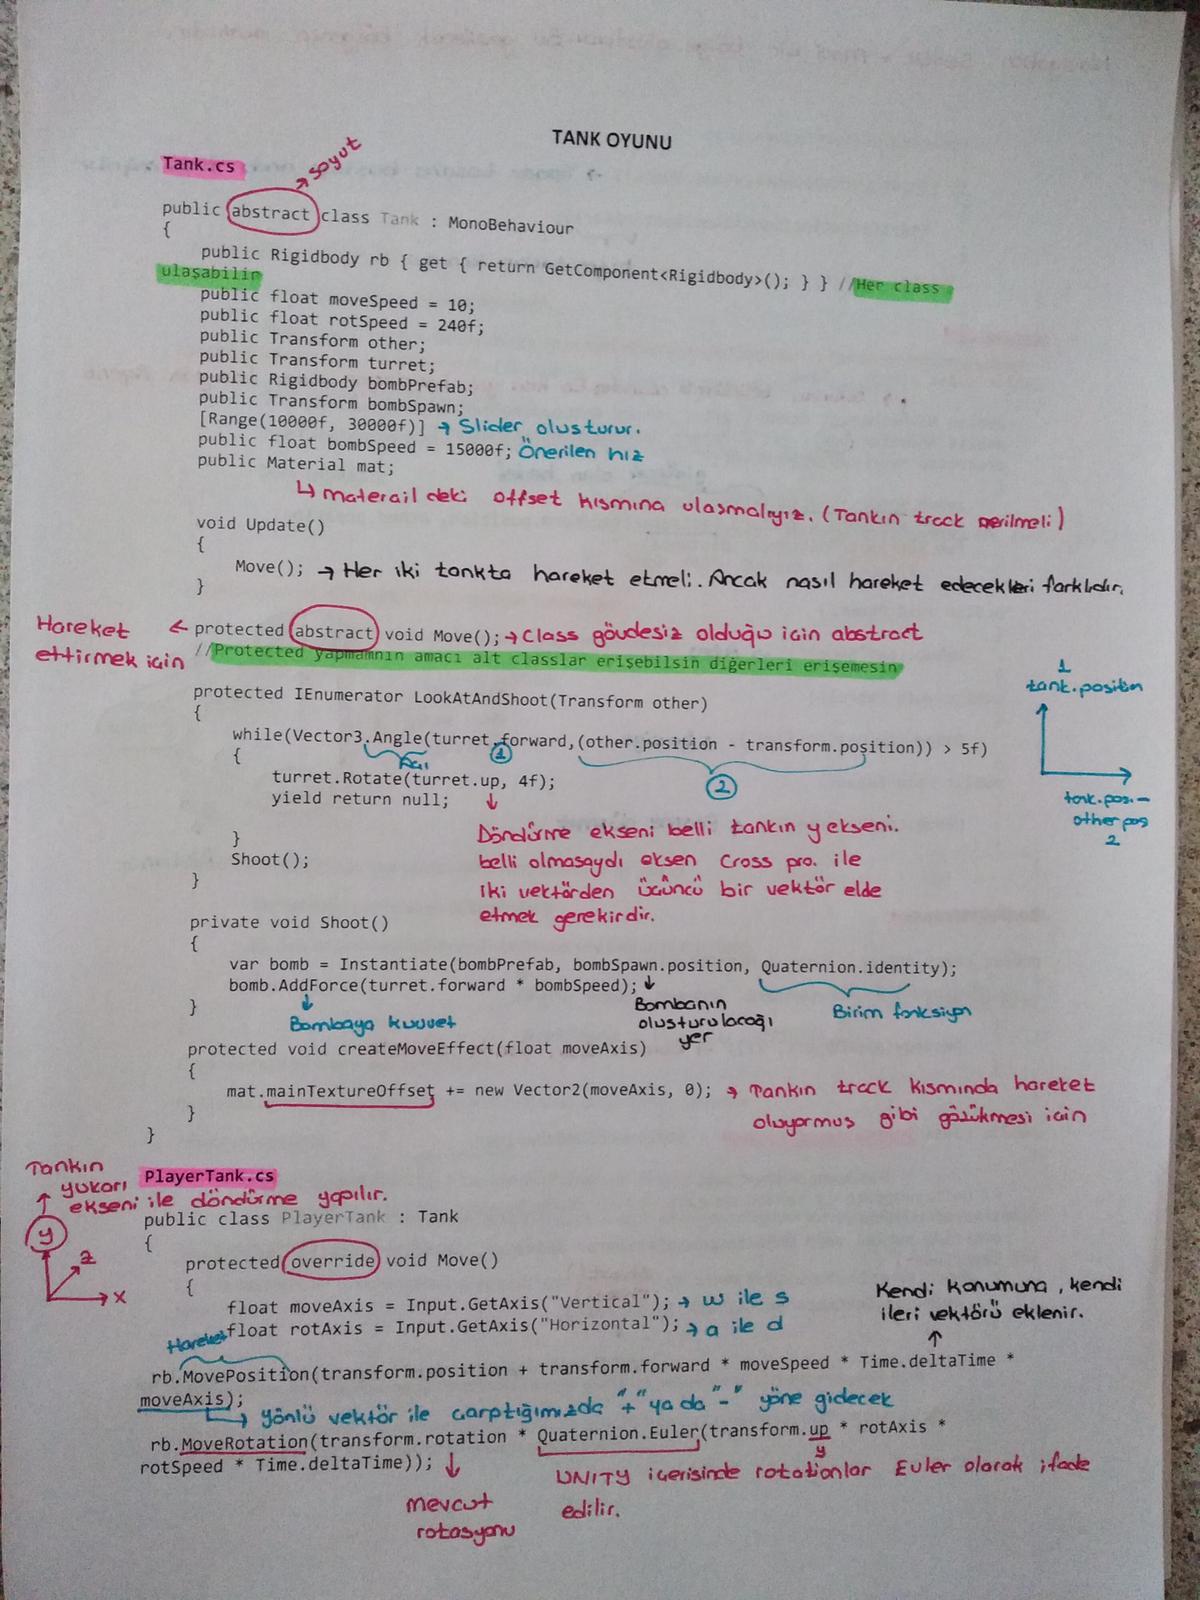 TANK OYUNU
Tank.cs
→ soyut
public abstract class Tank : MonoBehaviour
{
public Rigidbody rb { get { return GetComponent<Rigidbody>(); } } //Her class
ulaşabilir
public float moveSpeed = 10;
public float rotSpeed = 240f;
public Transform other;
public Transform turret;
public Rigidbody bombPrefab;
public Transform bombSpawn;
[Range(10000f, 30000f)] → Slider oluşturur.
public float bombSpeed = 15000f; Önerilen hız
public Material mat;
↳ materail deki offset kısmına ulaşmalıyız. (Tankın track verilmeli)
void Update()
{
Move(); → Her iki tankta hareket etmeli. Ancak nasıl hareket edecekleri farklıdır.
}
Hareket ettirmek için ← protected abstract void Move(); → Class gövdesiz olduğu için abstract
//Protected yapmamnın amacı alt classlar erişebilsin diğerleri erişemesin
protected IEnumerator LookAtAndShoot(Transform other)
{
while(Vector3.Angle(turret.forward,(other.position - transform.position)) > 5f)
Açı 1 2
{
turret.Rotate(turret.up, 4f);
yield return null; ↓
1
tank.position
tank.pos.-
other pos
2
Döndürme ekseni belli tankın y ekseni.
}
belli olmasaydı eksen Cross pro. ile
Shoot();
iki vektörden üçüncü bir vektör elde
}
etmek gerekirdir.
private void Shoot()
{
var bomb = Instantiate(bombPrefab, bombSpawn.position, Quaternion.identity);
bomb.AddForce(turret.forward * bombSpeed);
}
Bombaya kuvvet
Bombanın
oluşturulacağı
yer
Birim fonksiyon
protected void createMoveEffect(float moveAxis)
{
mat.mainTextureOffset += new Vector2(moveAxis, 0); → Tankın track kısmında hareket
}
oluyormuş gibi gözükmesi için
}
PlayerTank.cs
Tankın
yukarı
ekseni ile döndürme yapılır.
y
z
x
public class PlayerTank : Tank
{
protected override void Move()
{
float moveAxis = Input.GetAxis("Vertical"); → w ile s
float rotAxis = Input.GetAxis("Horizontal"); → a ile d
Kendi konumuna, kendi
ileri vektörü eklenir.
Hareket
rb.MovePosition(transform.position + transform.forward * moveSpeed * Time.deltaTime *
moveAxis);
→ yönlü vektör ile çarptığımızda "+" ya da "-" yöne gidecek
rb.MoveRotation(transform.rotation * Quaternion.Euler(transform.up * rotAxis *
y
rotSpeed * Time.deltaTime)); ↓
UNITY içerisinde rotationlar Euler olarak ifade
edilir.
mevcut
rotasyonu